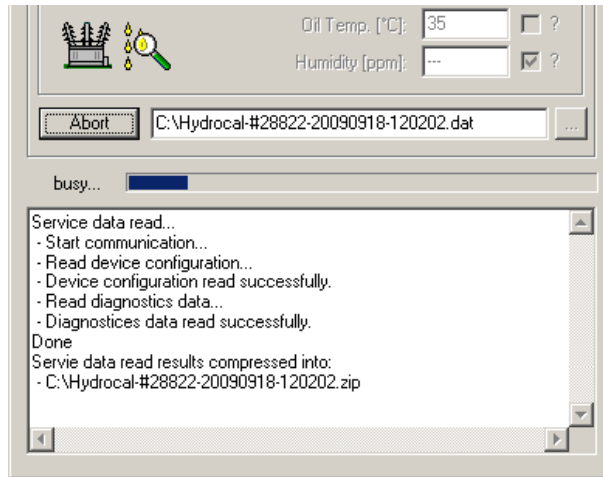 Oil Temp. [°C]: 35 ?
Humidity [ppm]: --- ?
Abort C:\Hydrocal-#28822-20090918-120202.dat ...
busy...
Service data read...
- Start communication...
- Read device configuration...
- Device configuration read successfully.
- Read diagnostics data...
- Diagnostices data read successfully.
Done
Servie data read results compressed into:
- C:\Hydrocal-#28822-20090918-120202.zip